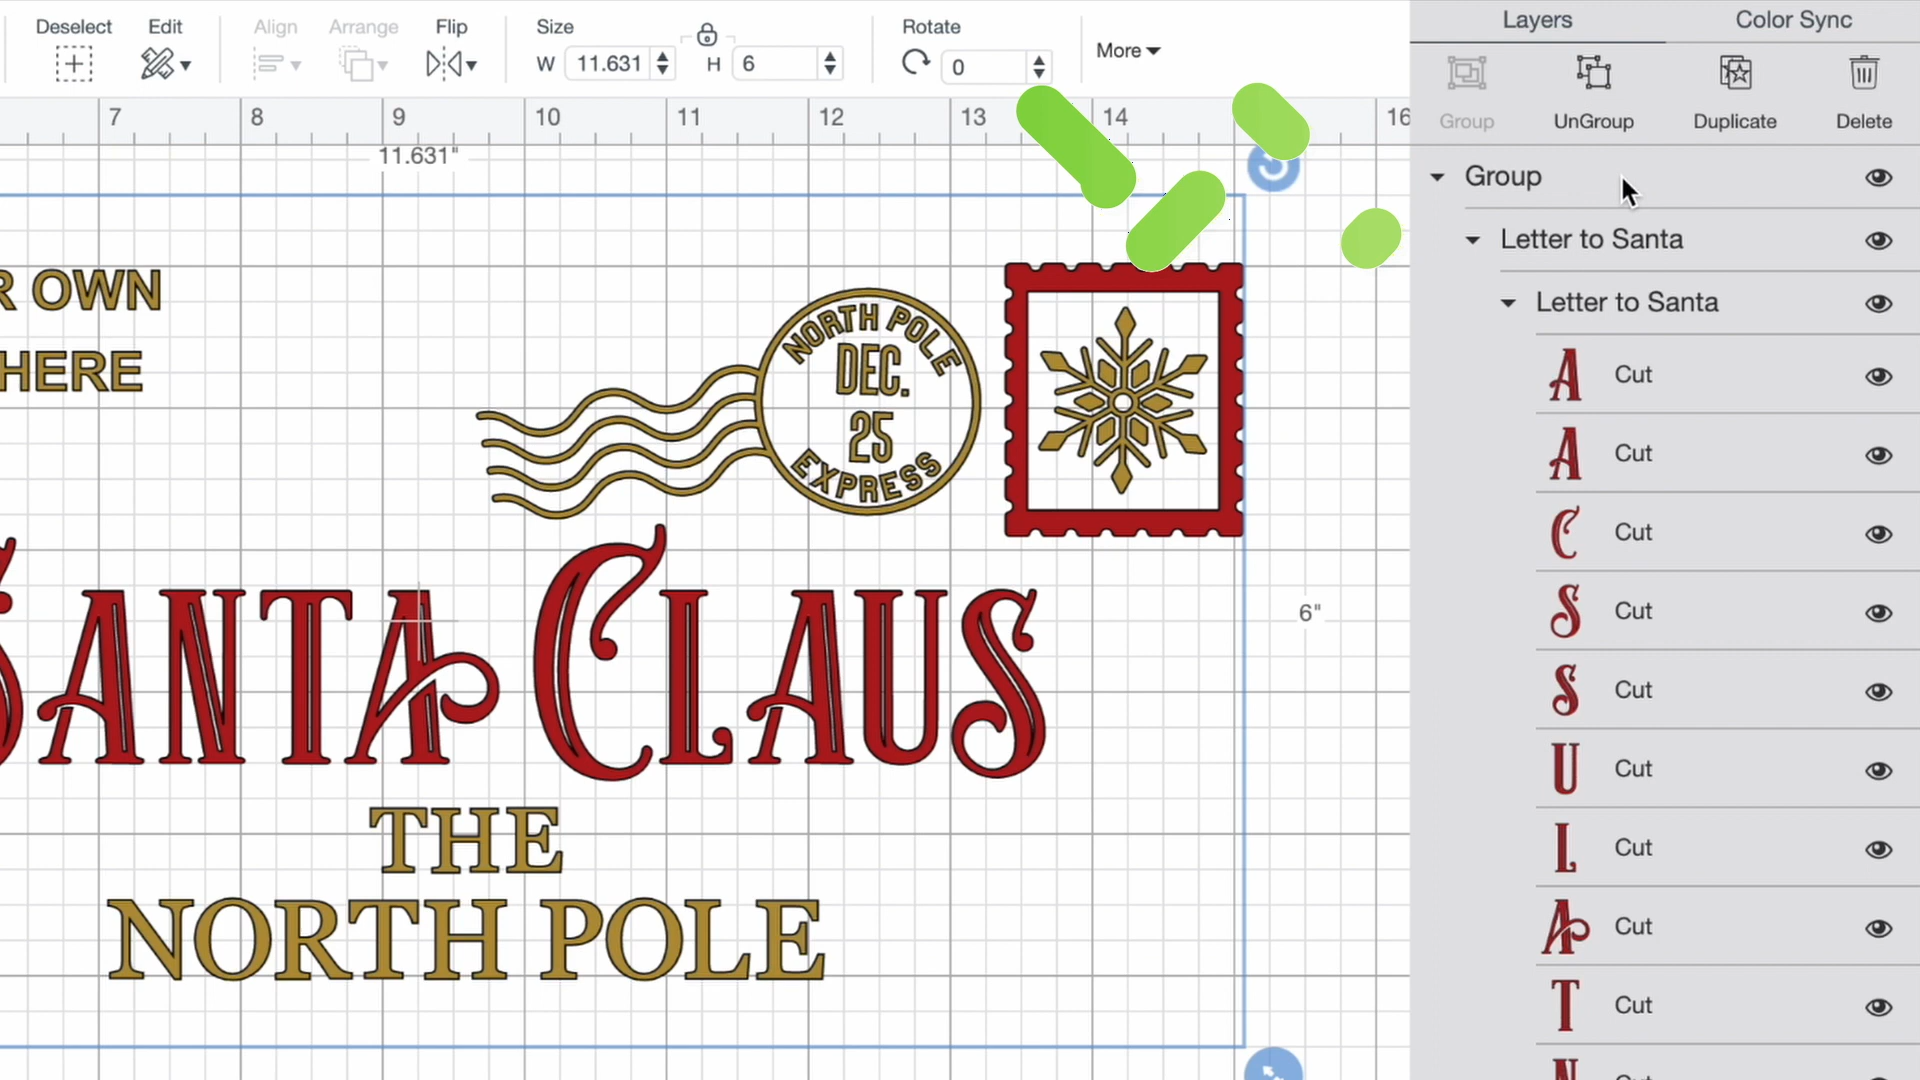 Deselect Edit Align Arrange Flip Size Rotate More
W 11.631 H 6 0
7 8 9 10 11 12 13 14 16
11.631"
R OWN
HERE
NORTH POLE
DEC.
25
EXPRESS
SANTA CLAUS
6"
THE
NORTH POLE
Layers Color Sync
Group UnGroup Duplicate Delete
Group
Letter to Santa
Letter to Santa
A Cut
A Cut
C Cut
S Cut
S Cut
U Cut
L Cut
A Cut
T Cut